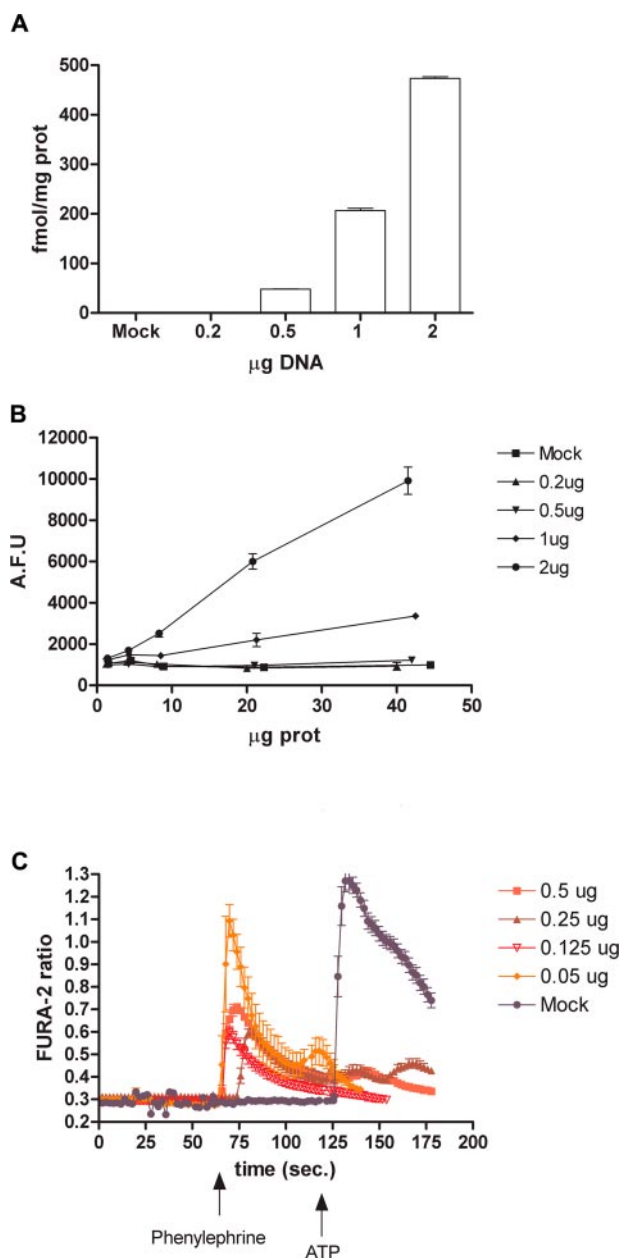 A
500
400
300
200
100
0
fmol/mg prot
Mock 0.2 0.5 1 2
μg DNA
B
12000
10000
8000
6000
4000
2000
0
A.F.U
0 10 20 30 40 50
μg prot
Mock
0.2ug
0.5ug
1ug
2ug
C
1.3
1.2
1.1
1.0
0.9
0.8
0.7
0.6
0.5
0.4
0.3
0.2
FURA-2 ratio
0 25 50 75 100 125 150 175 200
time (sec.)
0.5 ug
0.25 ug
0.125 ug
0.05 ug
Mock
Phenylephrine
ATP